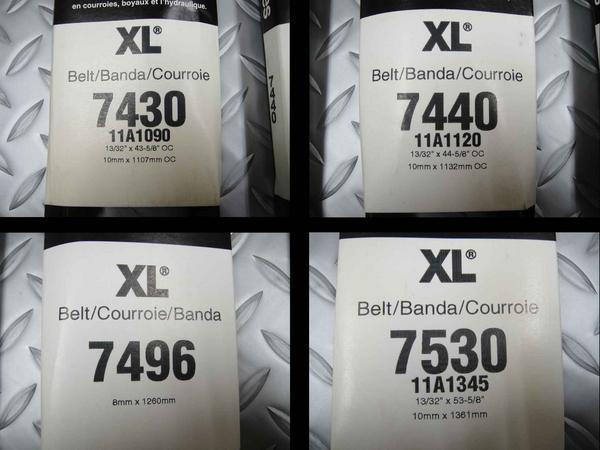 en courroies, boyaux et l'hydraulique.
XL®
Belt/Banda/Courroie
7430
11A1090
13/32" x 43-5/8" OC
10mm x 1107mm OC
7440
XL®
Belt/Banda/Courroie
7440
11A1120
13/32" x 44-5/8" OC
10mm x 1132mm OC
XL®
Belt/Courroie/Banda
7496
8mm x 1260mm
XL®
Belt/Banda/Courroie
7530
11A1345
13/32" x 53-5/8"
10mm x 1361mm